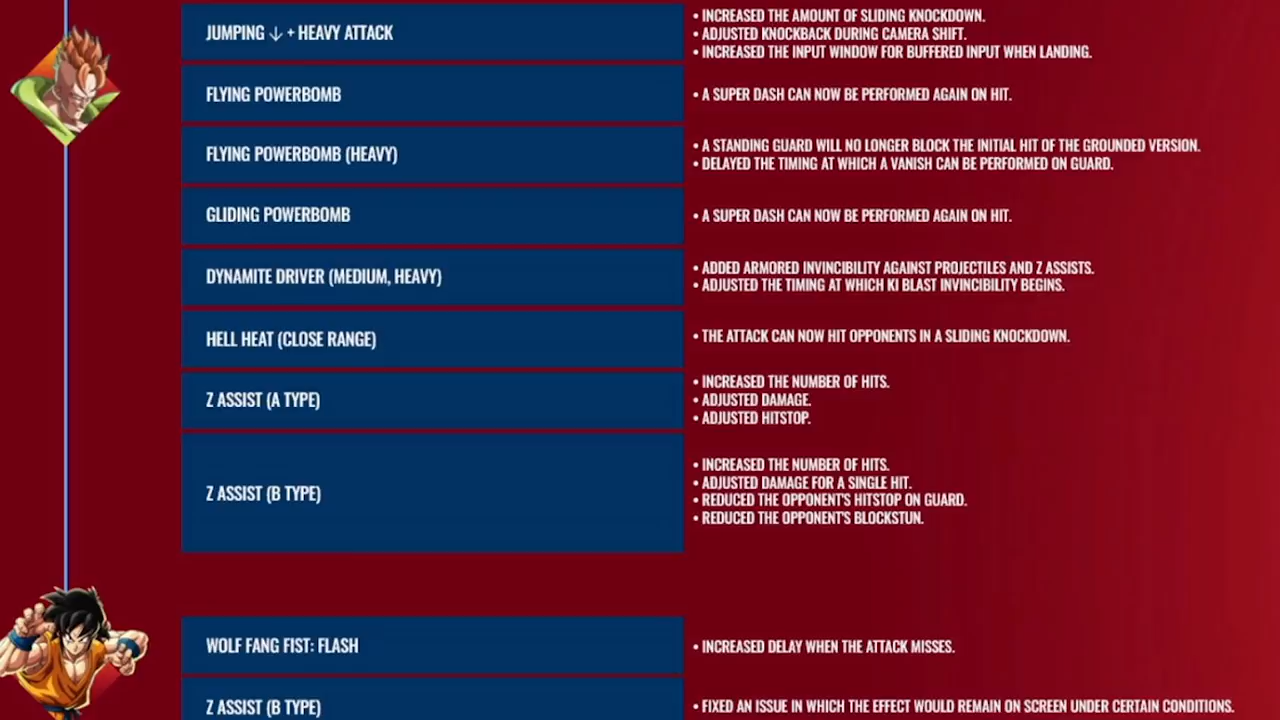 JUMPING ↓ + HEAVY ATTACK
• INCREASED THE AMOUNT OF SLIDING KNOCKDOWN.
• ADJUSTED KNOCKBACK DURING CAMERA SHIFT.
• INCREASED THE INPUT WINDOW FOR BUFFERED INPUT WHEN LANDING.
FLYING POWERBOMB
• A SUPER DASH CAN NOW BE PERFORMED AGAIN ON HIT.
FLYING POWERBOMB (HEAVY)
• A STANDING GUARD WILL NO LONGER BLOCK THE INITIAL HIT OF THE GROUNDED VERSION.
• DELAYED THE TIMING AT WHICH A VANISH CAN BE PERFORMED ON GUARD.
GLIDING POWERBOMB
• A SUPER DASH CAN NOW BE PERFORMED AGAIN ON HIT.
DYNAMITE DRIVER (MEDIUM, HEAVY)
• ADDED ARMORED INVINCIBILITY AGAINST PROJECTILES AND Z ASSISTS.
• ADJUSTED THE TIMING AT WHICH KI BLAST INVINCIBILITY BEGINS.
HELL HEAT (CLOSE RANGE)
• THE ATTACK CAN NOW HIT OPPONENTS IN A SLIDING KNOCKDOWN.
Z ASSIST (A TYPE)
• INCREASED THE NUMBER OF HITS.
• ADJUSTED DAMAGE.
• ADJUSTED HITSTOP.
Z ASSIST (B TYPE)
• INCREASED THE NUMBER OF HITS.
• ADJUSTED DAMAGE FOR A SINGLE HIT.
• REDUCED THE OPPONENT'S HITSTOP ON GUARD.
• REDUCED THE OPPONENT'S BLOCKSTUN.
WOLF FANG FIST: FLASH
• INCREASED DELAY WHEN THE ATTACK MISSES.
Z ASSIST (B TYPE)
• FIXED AN ISSUE IN WHICH THE EFFECT WOULD REMAIN ON SCREEN UNDER CERTAIN CONDITIONS.